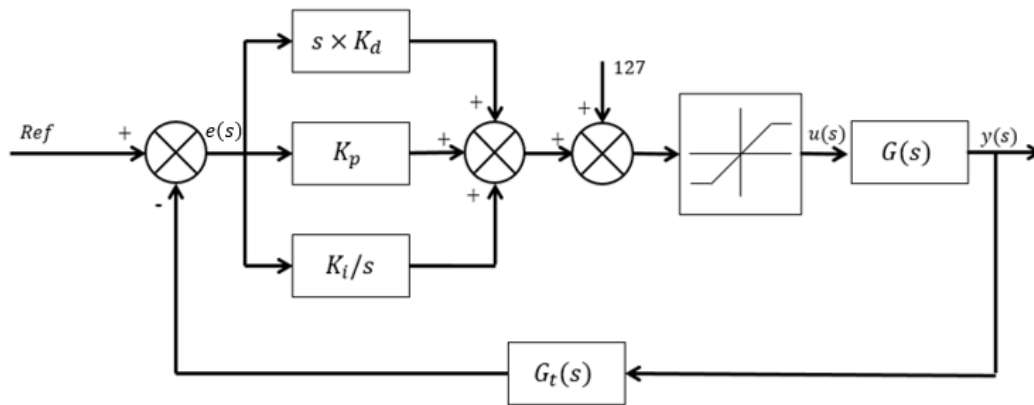 s × K_d
127
+
+
Ref
+
e(s)
K_p
+
+
u(s)
G(s)
y(s)
-
+
K_i/s
G_t(s)